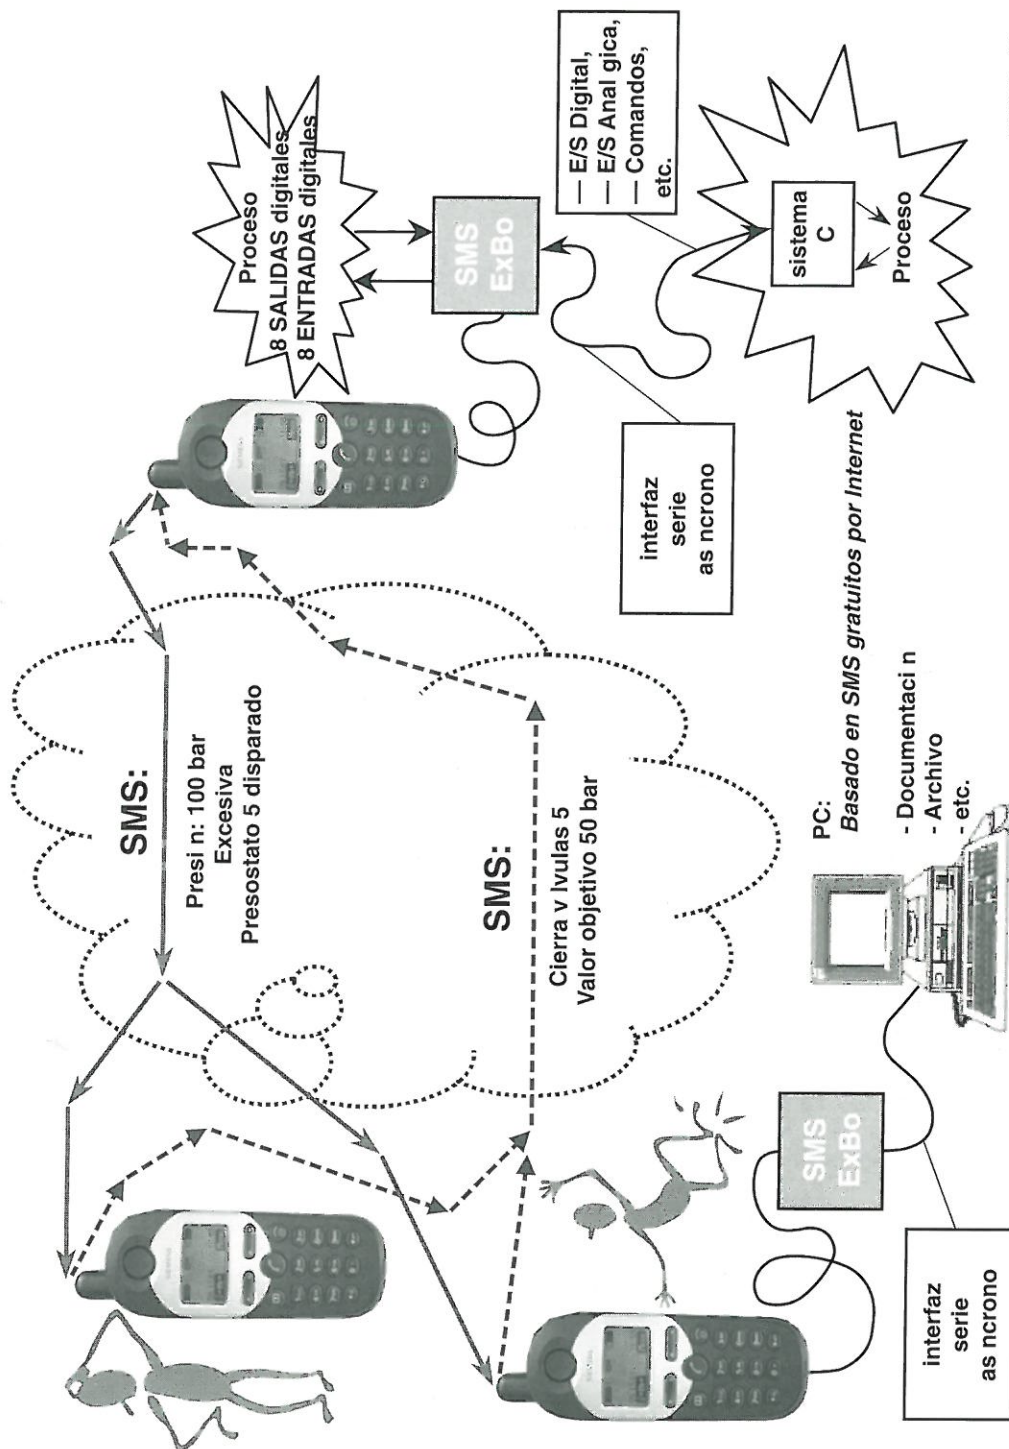 Proceso
8 SALIDAS digitales
8 ENTRADAS digitales
SMS
ExBo
— E/S Digital,
— E/S Anal gica,
— Comandos,
etc.
sistema
C
Proceso
interfaz
serie
as ncrono
SMS:
Presi n: 100 bar
Excesiva
Presostato 5 disparado
SMS:
Cierra v lvulas 5
Valor objetivo 50 bar
PC:
Basado en SMS gratuitos por Internet
- Documentaci n
- Archivo
- etc.
SMS
ExBo
interfaz
serie
as ncrono